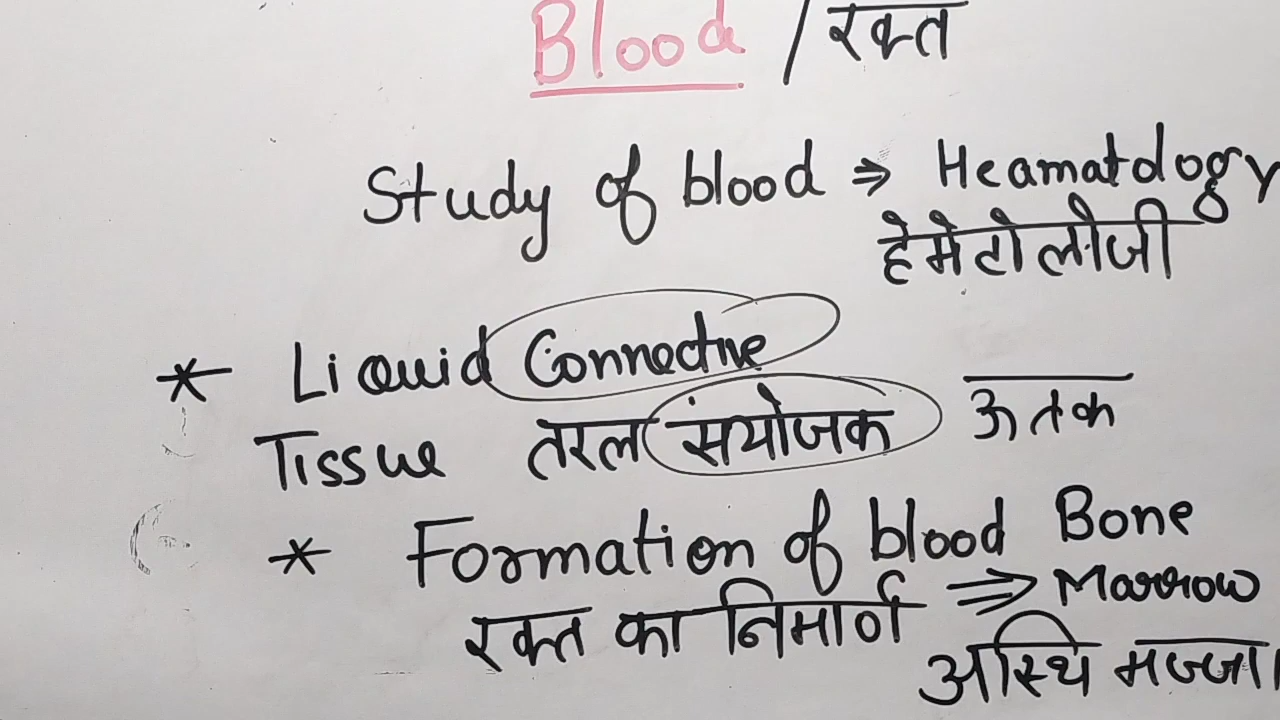 Blood / रक्त
Study of blood ⇒ Heamatology
हेमेटोलोजी
* Liquid Connective
Tissue तरल संयोजक ऊतक
* Formation of blood ⇒ Bone Marrow
रक्त का निर्माण अस्थि मज्जा।